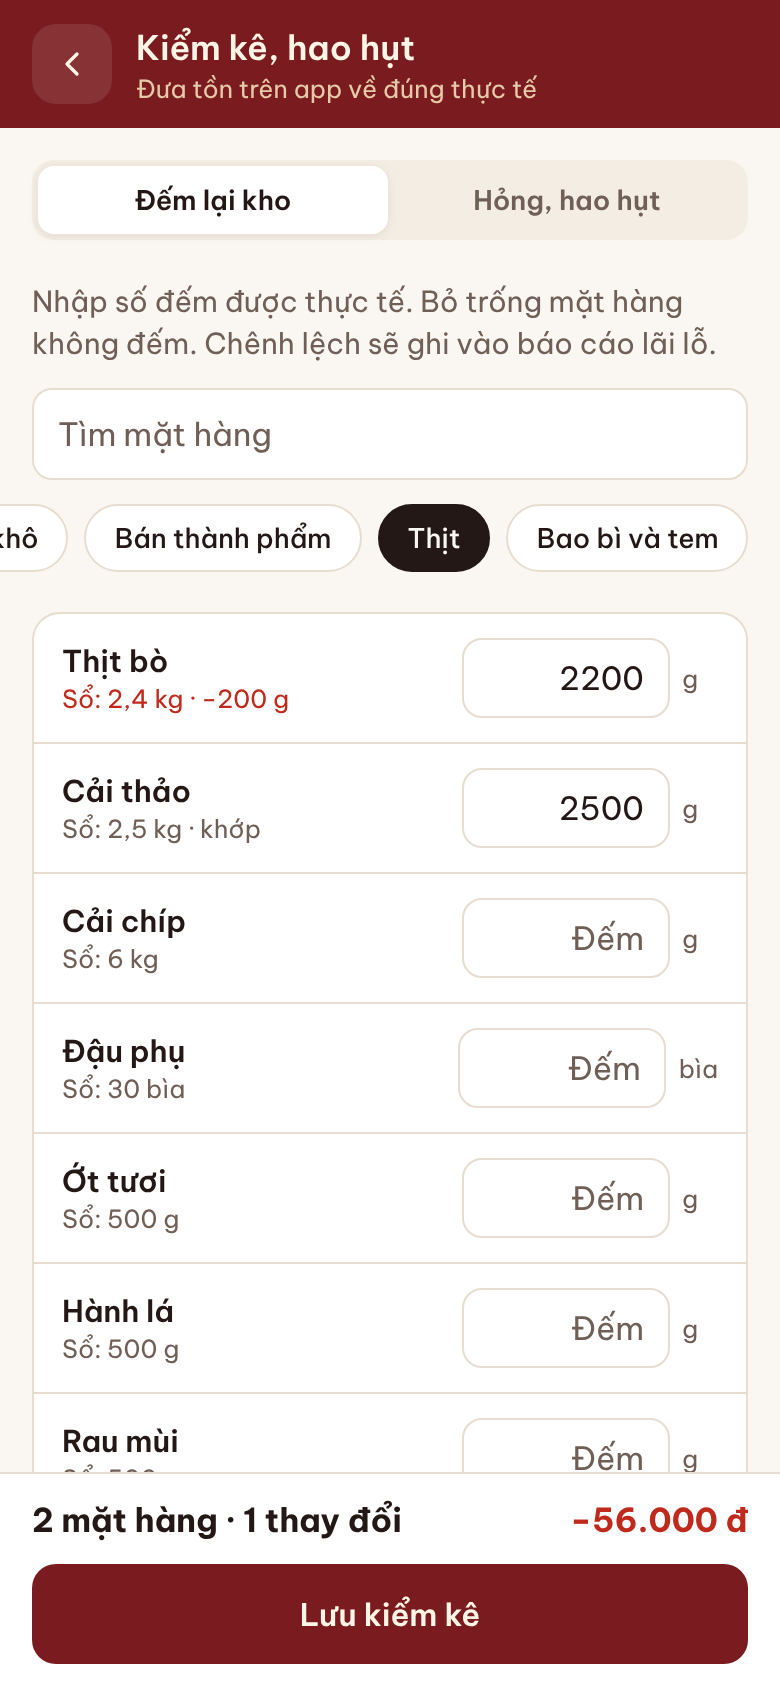 Kiểm kê, hao hụt
Đưa tồn trên app về đúng thực tế
Đếm lại kho
Hỏng, hao hụt
Nhập số đếm được thực tế. Bỏ trống mặt hàng
không đếm. Chênh lệch sẽ ghi vào báo cáo lãi lỗ.
Tìm mặt hàng
khô
Bán thành phẩm
Thịt
Bao bì và tem
Thịt bò
2200 g
Sổ: 2,4 kg · -200 g
Cải thảo
2500 g
Sổ: 2,5 kg · khớp
Cải chíp
Đếm g
Sổ: 6 kg
Đậu phụ
Đếm bìa
Sổ: 30 bìa
Ớt tươi
Đếm g
Sổ: 500 g
Hành lá
Đếm g
Sổ: 500 g
Rau mùi
Đếm g
2 mặt hàng · 1 thay đổi
-56.000 đ
Lưu kiểm kê